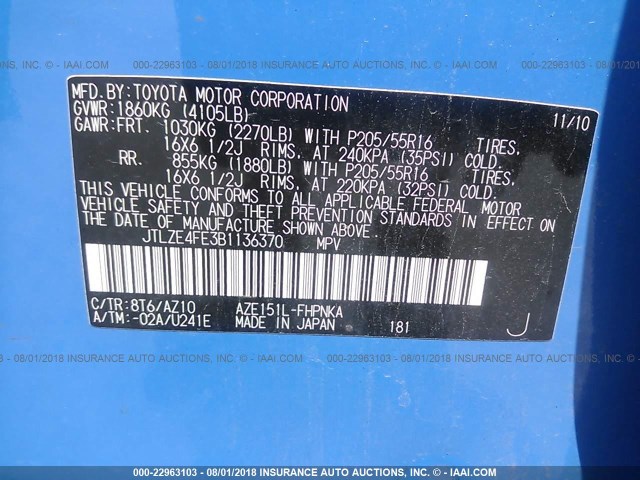 000-22963103 - 08/01/2018 INSURANCE AUTO AUCTIONS INC. - © - IAAI.COM
MFD.BY:TOYOTA MOTOR CORPORATION 11/10
GVWR:1860KG (4105LB)
GAWR:FRT. 1030KG (2270LB) WITH P205/55R16 TIRES,
16X6 1/2J RIMS, AT 240KPA (35PSI) COLD.
RR. 855KG (1880LB) WITH P205/55R16 TIRES,
16X6 1/2J RIMS, AT 220KPA (32PSI) COLD.
THIS VEHICLE CONFORMS TO ALL APPLICABLE FEDERAL MOTOR
VEHICLE SAFETY AND THEFT PREVENTION STANDARDS IN EFFECT ON
THE DATE OF MANUFACTURE SHOWN ABOVE.
JTLZE4FE3B1136370 MPV
C/TR:8T6/AZ10 AZE151L-FHPNKA
A/TM:-02A/U241E MADE IN JAPAN 181 J
000-22963103 - 08/01/2018 INSURANCE AUTO AUCTIONS INC. - © - IAAI.COM
000-22963103 - 08/01/2018 INSURANCE AUTO AUCTIONS INC. - © - IAAI.COM